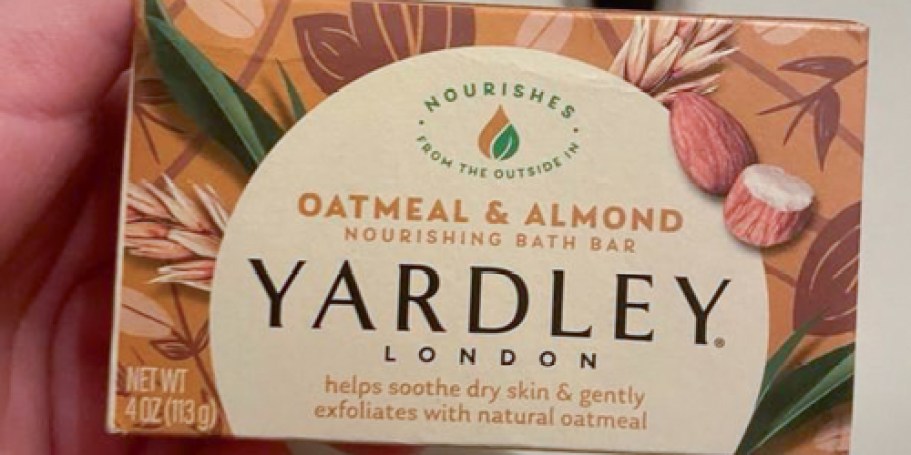 NOURISHES
FROM THE OUTSIDE IN
OATMEAL & ALMOND
NOURISHING BATH BAR
YARDLEY®
LONDON
helps soothe dry skin & gently
exfoliates with natural oatmeal
NET WT
4 OZ (113 g)